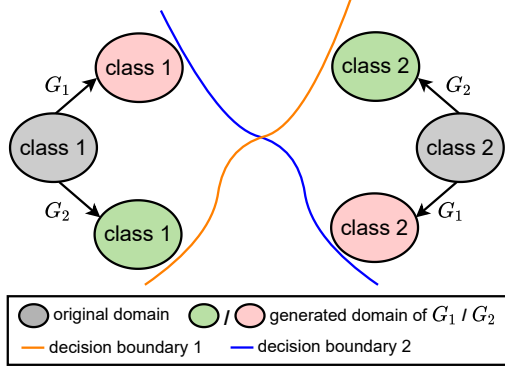 class 1
class 2
G₁
G₂
class 1
class 2
G₂
G₁
class 1
class 2
original domain
/
generated domain of G₁ / G₂
decision boundary 1
decision boundary 2